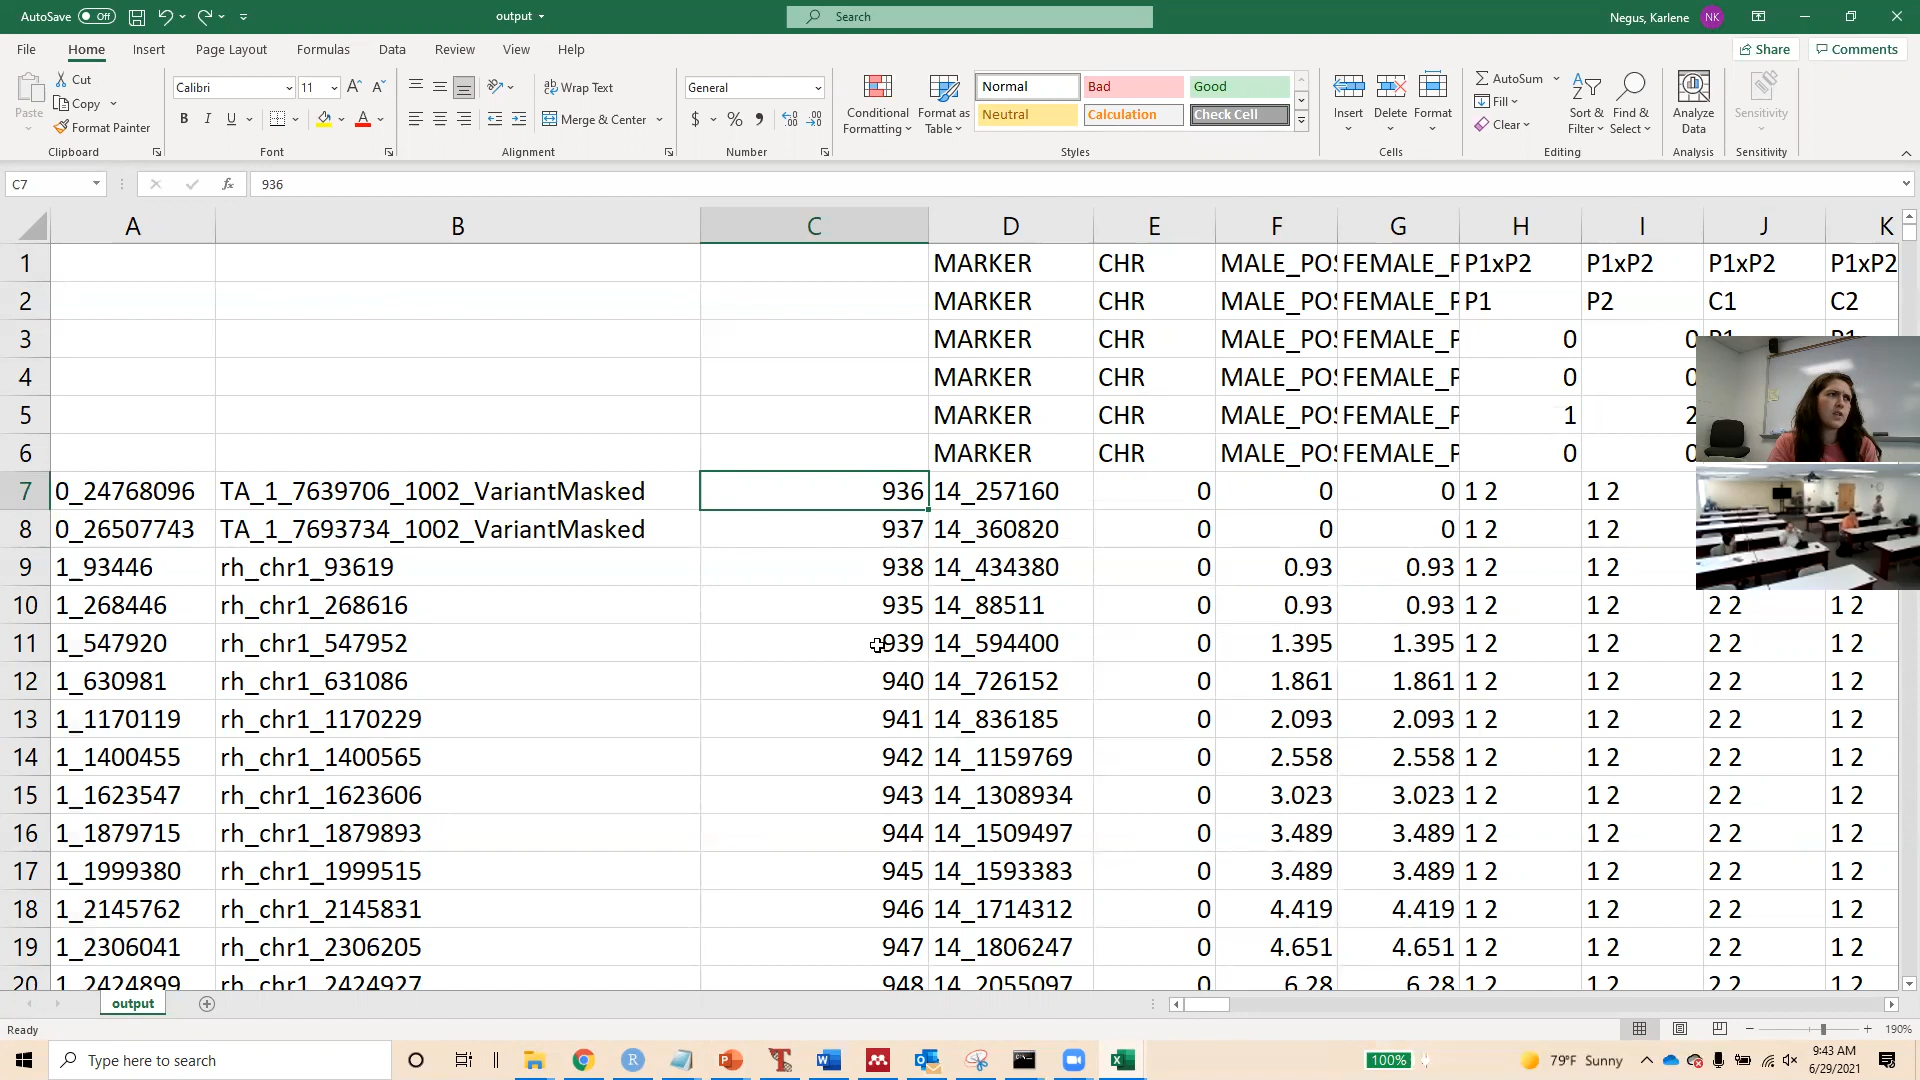 AutoSave Off output Search Negus, Karlene NK
File Home Insert Page Layout Formulas Data Review View Help Share Comments
Paste Cut Copy Format Painter Clipboard
Calibri 11 B I U Font
Wrap Text Merge & Center Alignment
General $ % Number
Conditional Formatting Format as Table Normal Bad Good Neutral Calculation Check Cell Styles
Insert Delete Format Cells
AutoSum Fill Clear Sort & Filter Find & Select Editing
Analyze Data Analysis
Sensitivity Sensitivity
C7 fx 936
A B C D E F G H I J K
1 MARKER CHR MALE_POS FEMALE_P P1xP2 P1xP2 P1xP2 P1xP2
2 MARKER CHR MALE_POS FEMALE_P P1 P2 C1 C2
3 MARKER CHR MALE_POS FEMALE_P 0 0
4 MARKER CHR MALE_POS FEMALE_P 0 0
5 MARKER CHR MALE_POS FEMALE_P 1 2
6 MARKER CHR MALE_POS FEMALE_P 0 0
7 0_24768096 TA_1_7639706_1002_VariantMasked 936 14_257160 0 0 0 1 2 1 2
8 0_26507743 TA_1_7693734_1002_VariantMasked 937 14_360820 0 0 0 1 2 1 2
9 1_93446 rh_chr1_93619 938 14_434380 0 0.93 0.93 1 2 1 2
10 1_268446 rh_chr1_268616 935 14_88511 0 0.93 0.93 1 2 1 2 2 2 1 2
11 1_547920 rh_chr1_547952 939 14_594400 0 1.395 1.395 1 2 1 2 2 2 1 2
12 1_630981 rh_chr1_631086 940 14_726152 0 1.861 1.861 1 2 1 2 2 2 1 2
13 1_1170119 rh_chr1_1170229 941 14_836185 0 2.093 2.093 1 2 1 2 2 2 1 2
14 1_1400455 rh_chr1_1400565 942 14_1159769 0 2.558 2.558 1 2 1 2 2 2 1 2
15 1_1623547 rh_chr1_1623606 943 14_1308934 0 3.023 3.023 1 2 1 2 2 2 1 2
16 1_1879715 rh_chr1_1879893 944 14_1509497 0 3.489 3.489 1 2 1 2 2 2 1 2
17 1_1999380 rh_chr1_1999515 945 14_1593383 0 3.489 3.489 1 2 1 2 2 2 1 2
18 1_2145762 rh_chr1_2145831 946 14_1714312 0 4.419 4.419 1 2 1 2 2 2 1 2
19 1_2306041 rh_chr1_2306205 947 14_1806247 0 4.651 4.651 1 2 1 2 2 2 1 2
20 1_2424899 rh_chr1_2424927 948 14_2055097 0 6.28 6.28 1 2 1 2 2 2 1 2
output
Ready 190%
Type here to search 100% 79°F Sunny 9:43 AM
6/29/2021